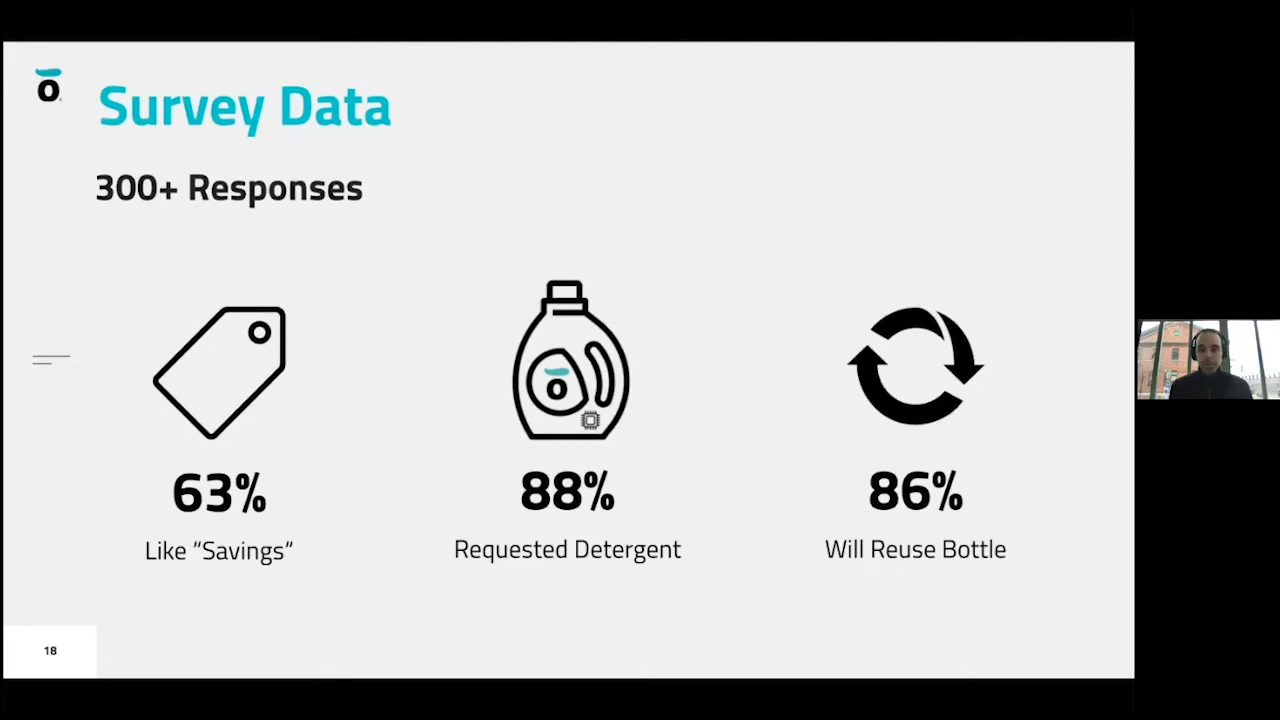 ō
Survey Data
300+ Responses
ō
63%
88%
86%
Like "Savings"
Requested Detergent
Will Reuse Bottle
18